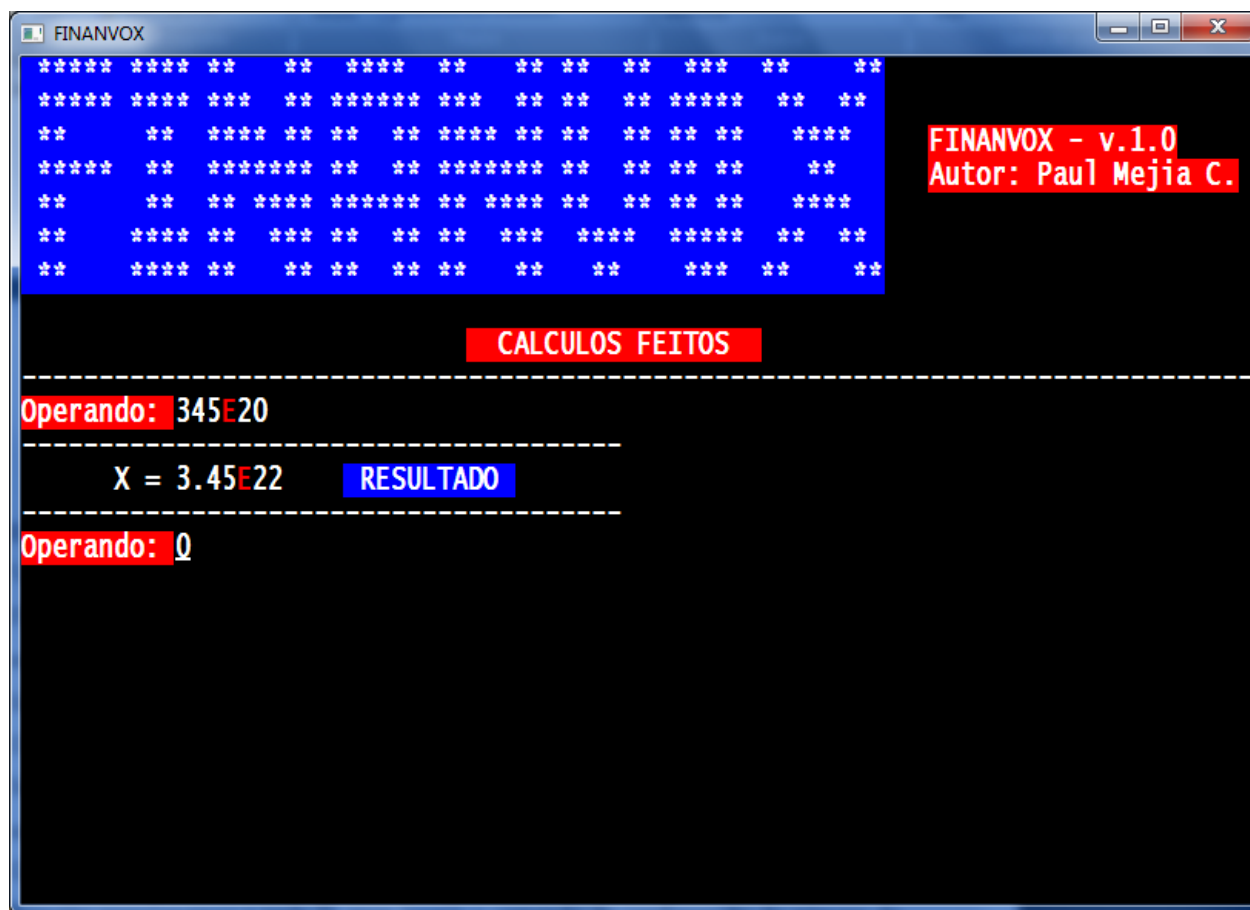 FINANVOX
***** **** **    **  ****  **    ** **  **  ***  **    **
***** **** ***  ** ****** ***  ** **  ** *****  **  **
**     **  **** ** **  ** **** ** **  ** ** **   ****
*****  **  ******* **  ** ******* **  ** ** **    **
**     **  ** **** ****** ** **** **  ** ** **   ****
**    **** **  *** **  ** **  ***  ****  *****  **  **
**    **** **   ** **  ** **   **   **    ***  **    **
FINANVOX - v.1.0
Autor: Paul Mejia C.
CALCULOS FEITOS
--------------------------------------------------------------------------------
Operando: 345E20
---------------------------------------
X = 3.45E22 RESULTADO
---------------------------------------
Operando: 0